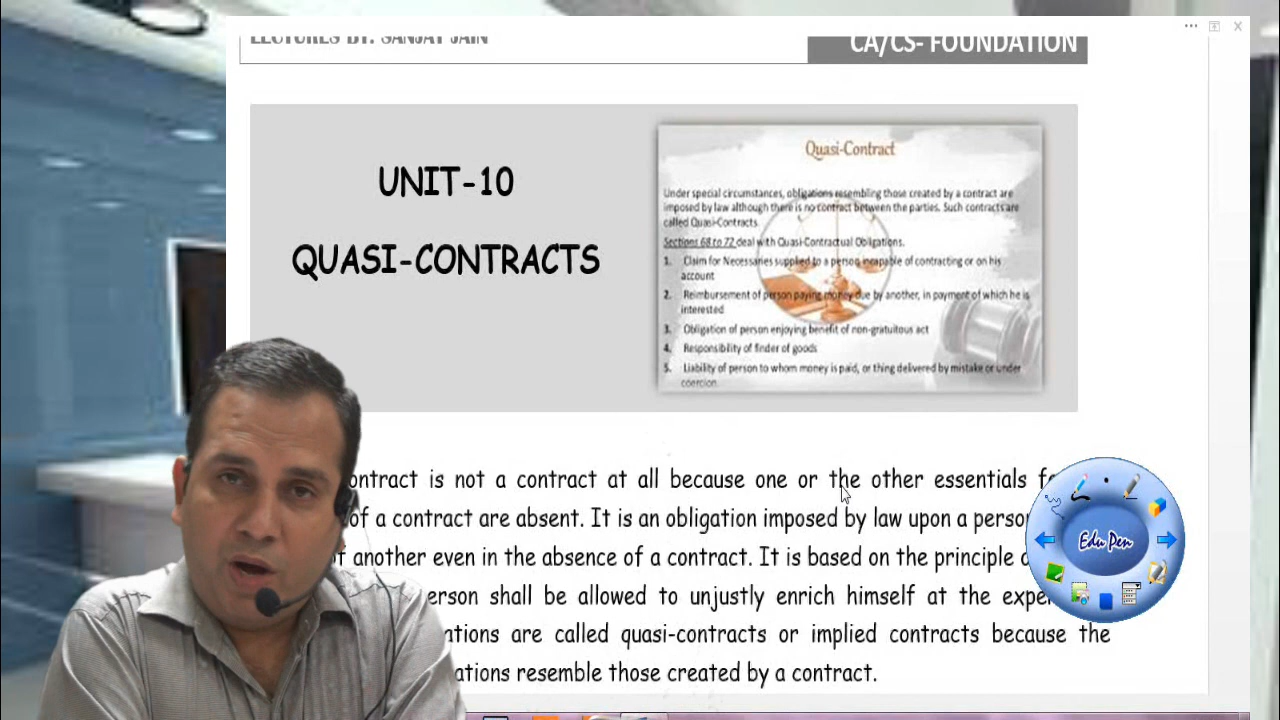 LECTURES BY: SANJAY JAIN
CA/CS- FOUNDATION
UNIT-10
QUASI-CONTRACTS
Quasi-Contract
Under special circumstances, obligations resembling those created by a contract are
imposed by law although there is no contract between the parties. Such contracts are
called Quasi-Contracts.
Sections 68 to 72 deal with Quasi-Contractual Obligations.
1. Claim for Necessaries supplied to a person incapable of contracting or on his
account
2. Reimbursement of person paying money due by another, in payment of which he is
interested
3. Obligation of person enjoying benefit of non-gratuitous act
4. Responsibility of finder of goods
5. Liability of person to whom money is paid, or thing delivered by mistake or under
coercion.
ontract is not a contract at all because one or the other essentials
of a contract are absent. It is an obligation imposed by law upon a perso
another even in the absence of a contract. It is based on the principle
erson shall be allowed to unjustly enrich himself at the expe
ations are called quasi-contracts or implied contracts because the
ations resemble those created by a contract.
Edu Pen